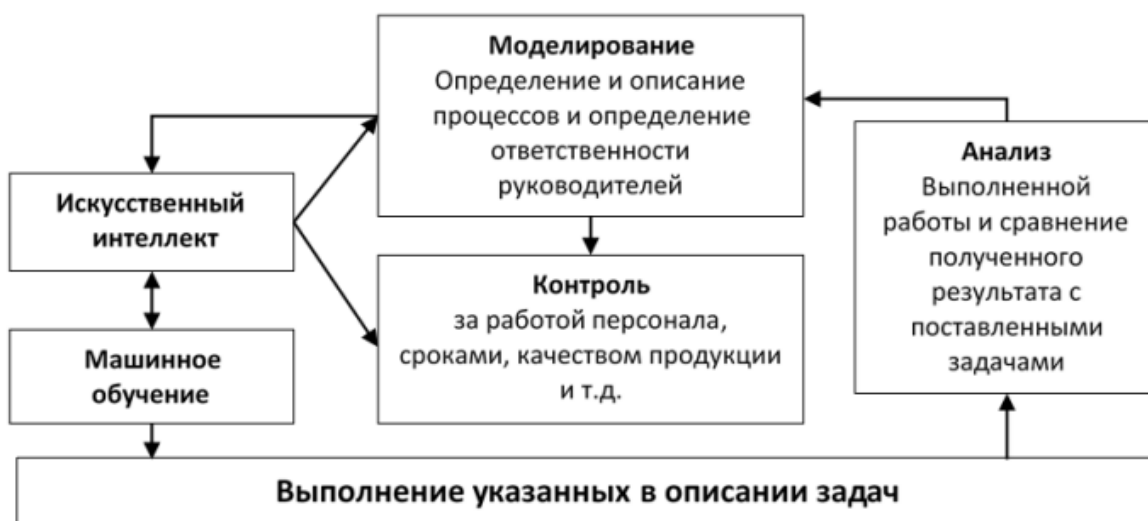 Моделирование
Определение и описание
процессов и определение
ответственности
руководителей
Искусственный
интеллект
Анализ
Выполненной
работы и сравнение
полученного
результата с
поставленными
задачами
Контроль
за работой персонала,
сроками, качеством продукции
и т.д.
Машинное
обучение
Выполнение указанных в описании задач